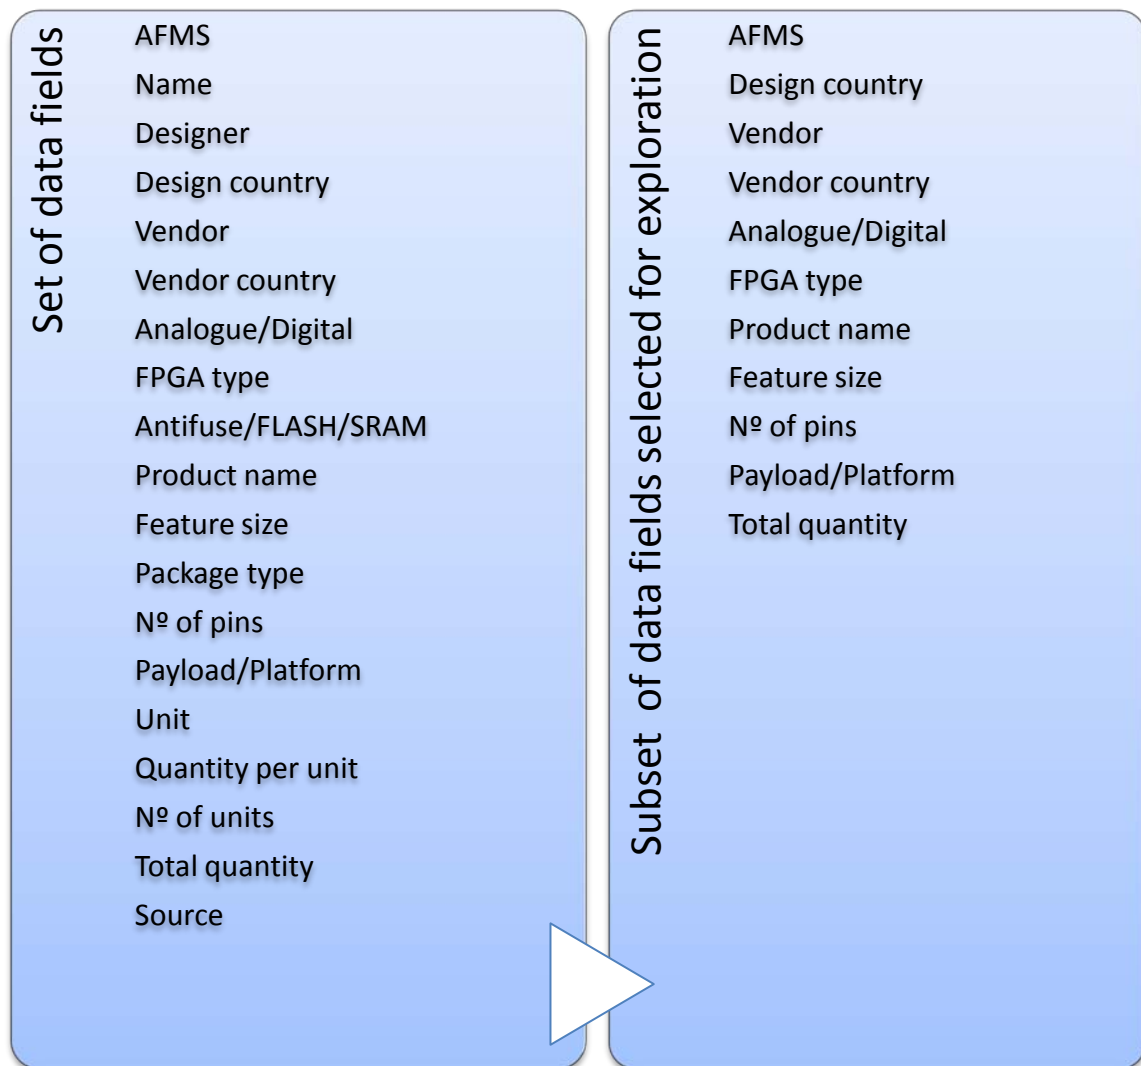 Set of data fields
AFMS
Name
Designer
Design country
Vendor
Vendor country
Analogue/Digital
FPGA type
Antifuse/FLASH/SRAM
Product name
Feature size
Package type
Nº of pins
Payload/Platform
Unit
Quantity per unit
Nº of units
Total quantity
Source
Subset of data fields selected for exploration
AFMS
Design country
Vendor
Vendor country
Analogue/Digital
FPGA type
Product name
Feature size
Nº of pins
Payload/Platform
Total quantity